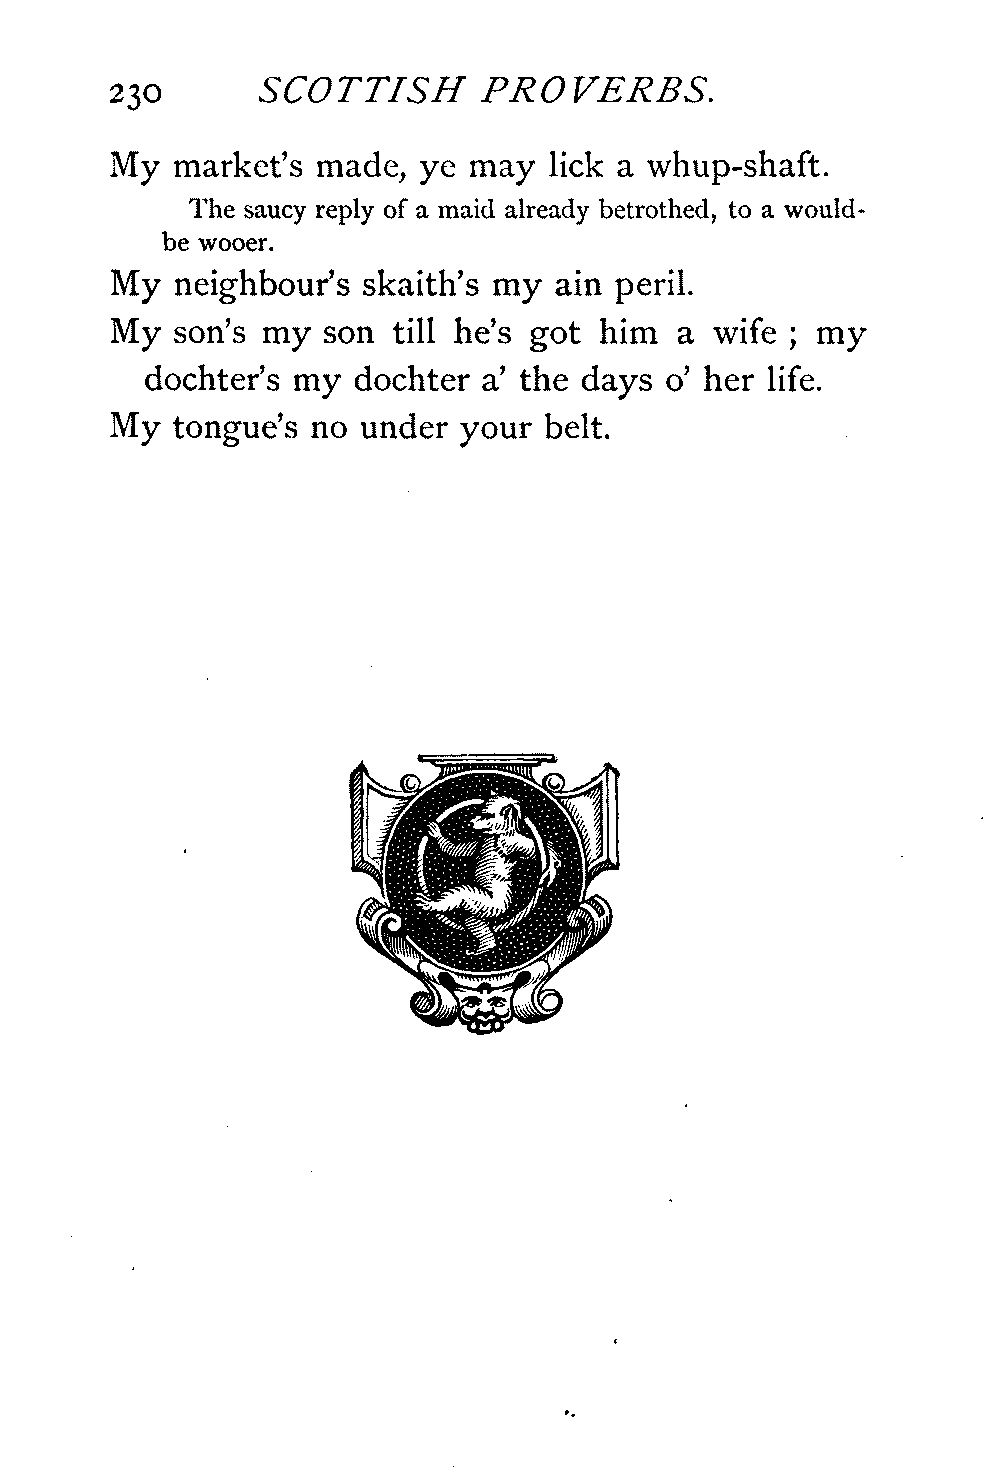 230 SCOTTISH PROVERBS.
My market's made, ye may lick a whup-shaft.
The saucy reply of a maid already betrothed, to a would-
be wooer.
My neighbour's skaith's my ain peril.
My son's my son till he's got him a wife ; my
dochter's my dochter a' the days o' her life.
My tongue's no under your belt.